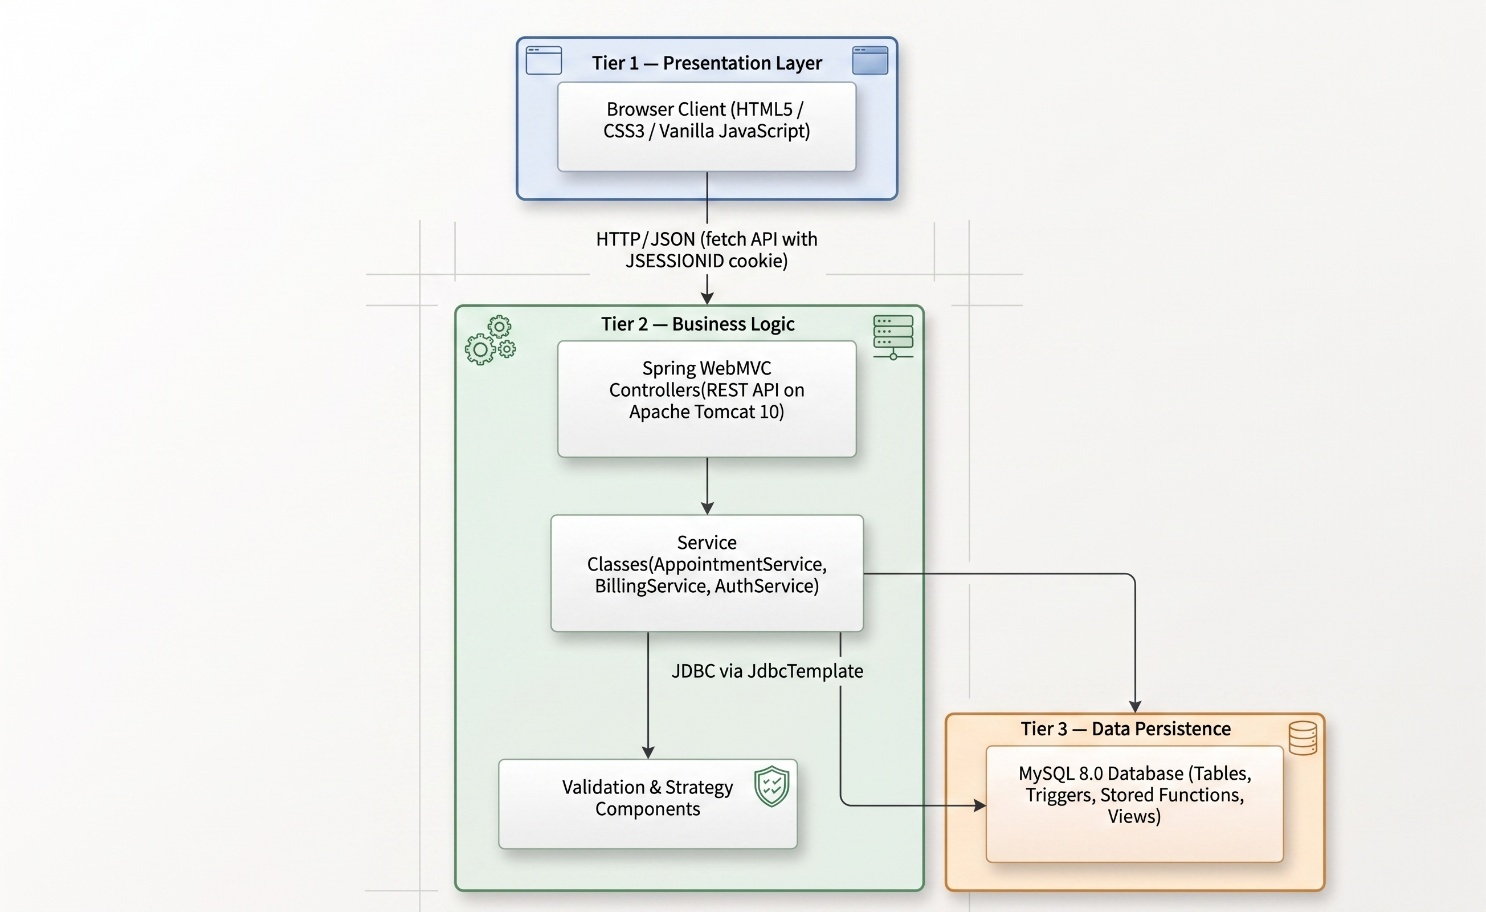 Tier 1 — Presentation Layer
Browser Client (HTML5 /
CSS3 / Vanilla JavaScript)
HTTP/JSON (fetch API with
JSESSIONID cookie)
Tier 2 — Business Logic
Spring WebMVC
Controllers(REST API on
Apache Tomcat 10)
Service
Classes(AppointmentService,
BillingService, AuthService)
JDBC via JdbcTemplate
Validation & Strategy
Components
Tier 3 — Data Persistence
MySQL 8.0 Database (Tables,
Triggers, Stored Functions,
Views)